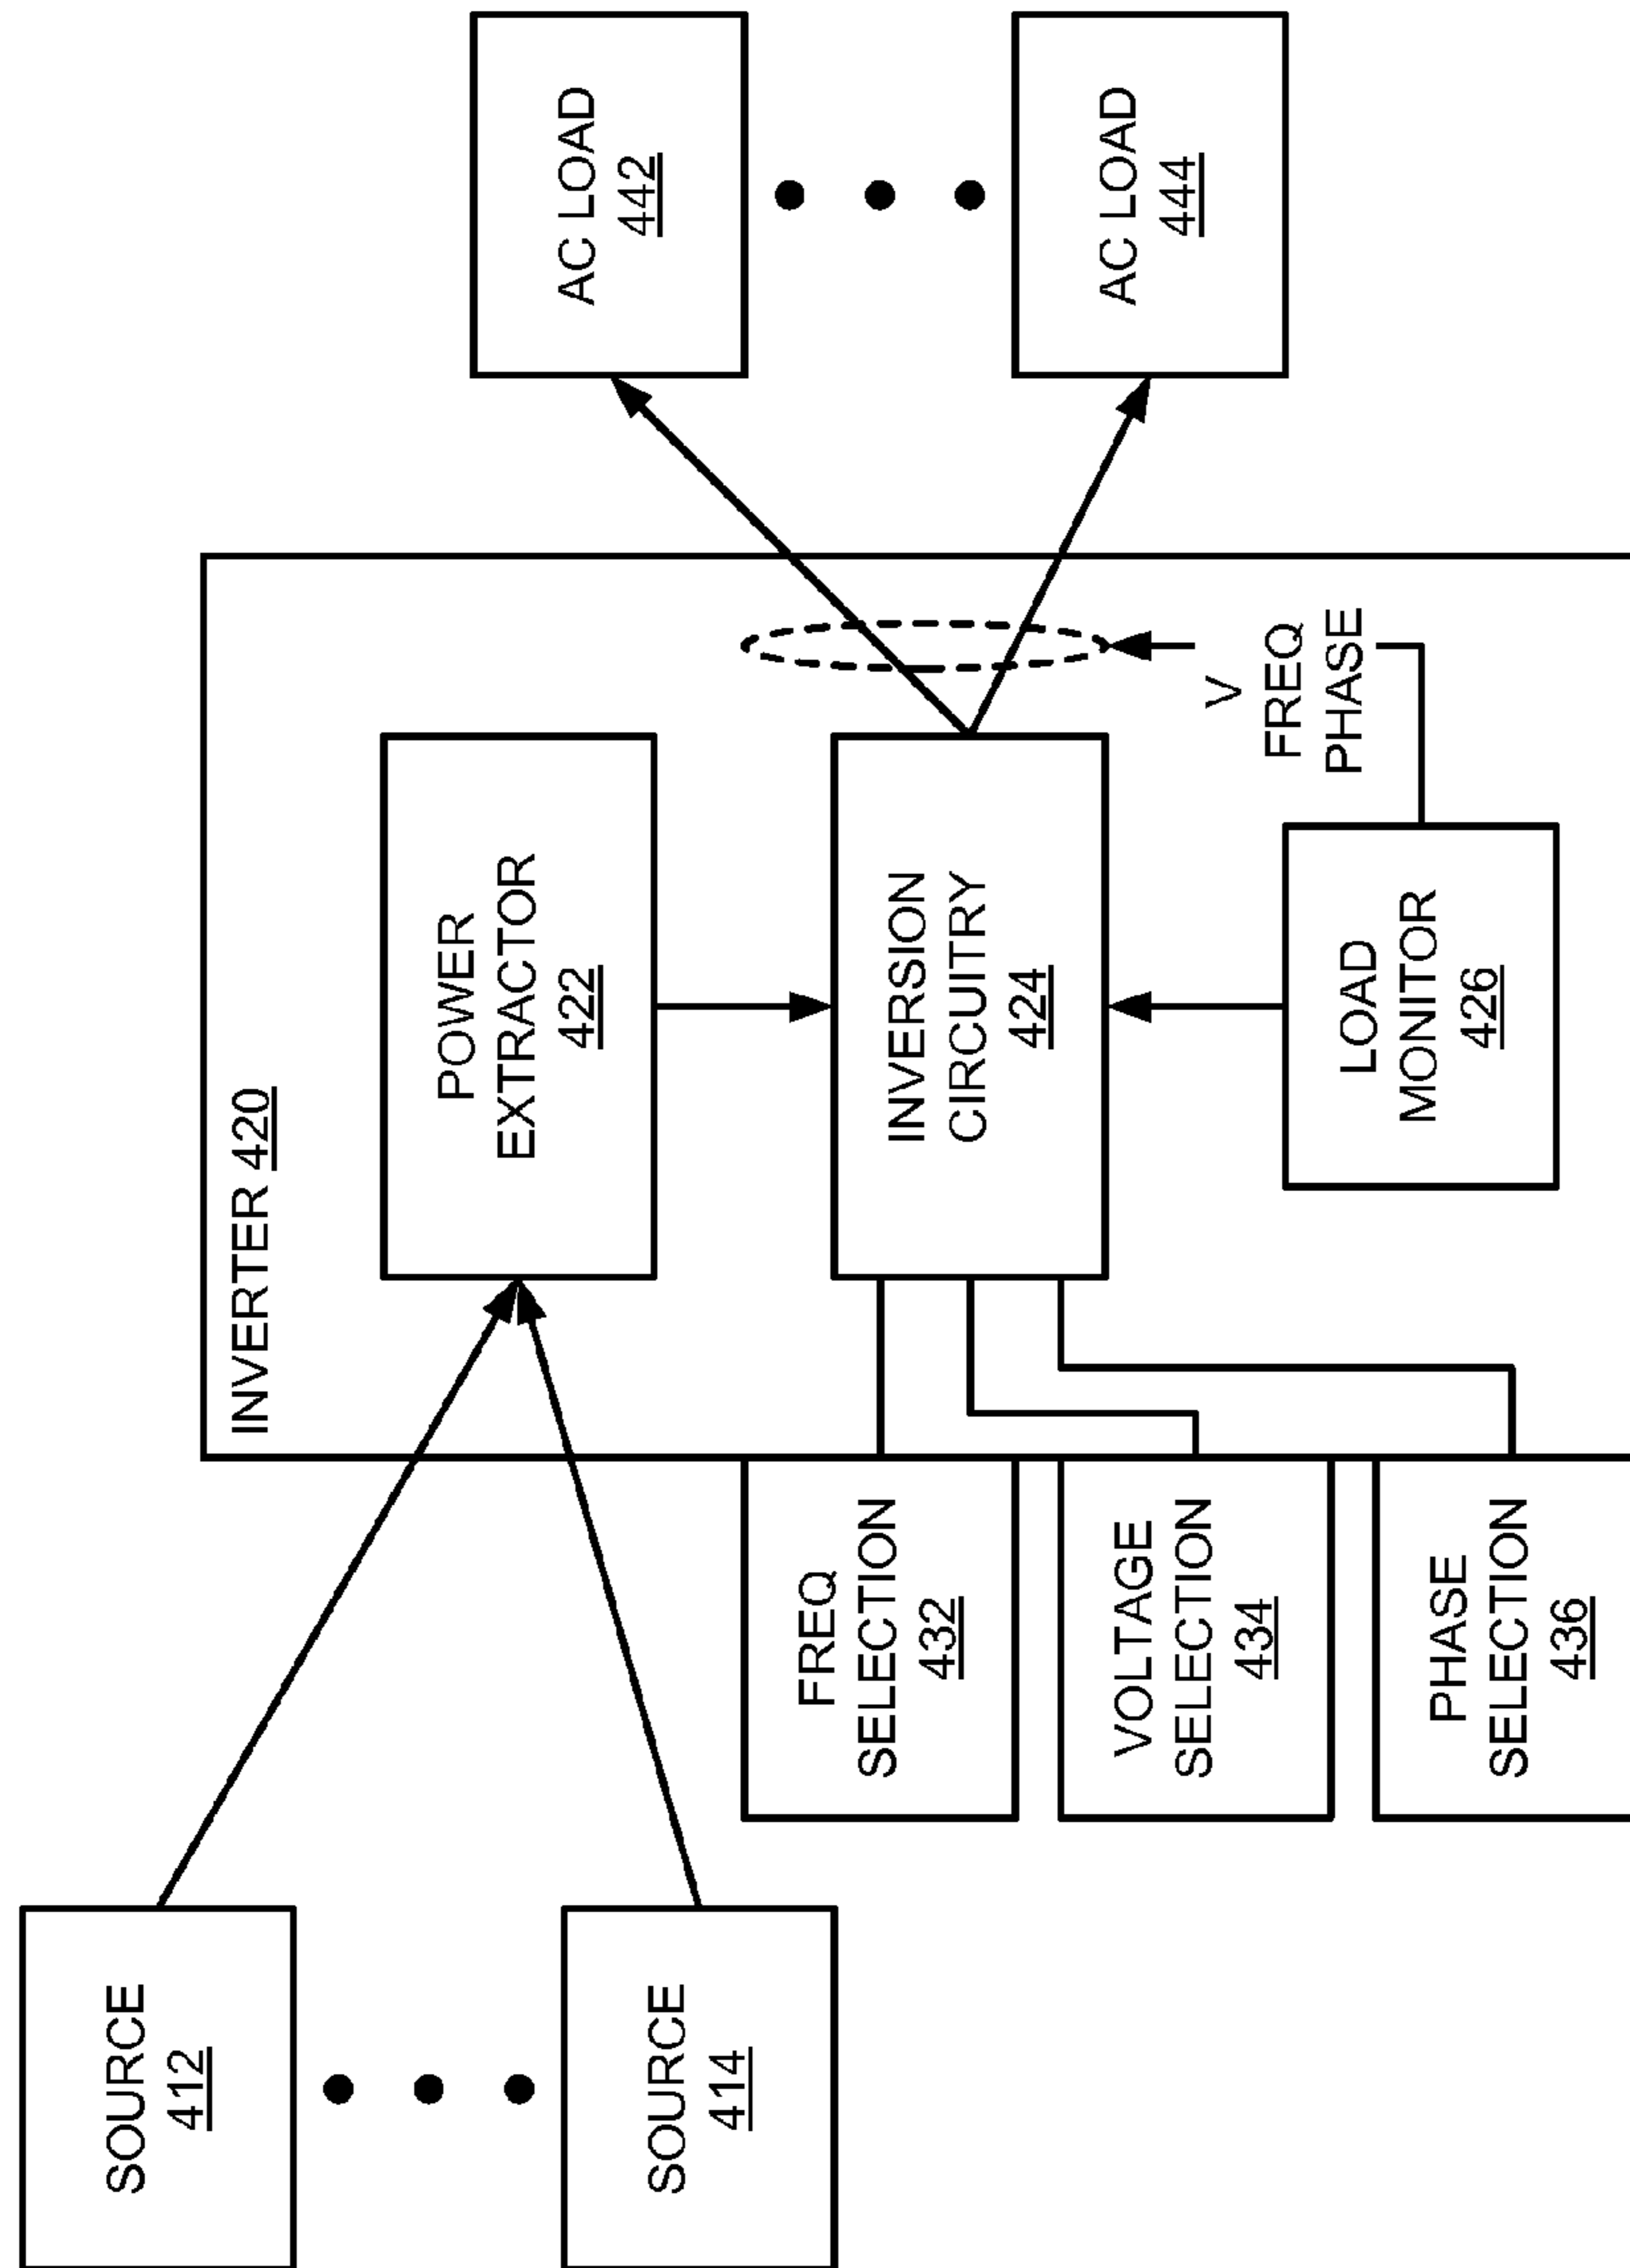 SOURCE
412
SOURCE
414
INVERTER 420
POWER
EXTRACTOR
422
INVERSION
CIRCUITRY
424
LOAD
MONITOR
426
V
FREQ
PHASE
FREQ
SELECTION
432
VOLTAGE
SELECTION
434
PHASE
SELECTION
436
AC LOAD
442
AC LOAD
444